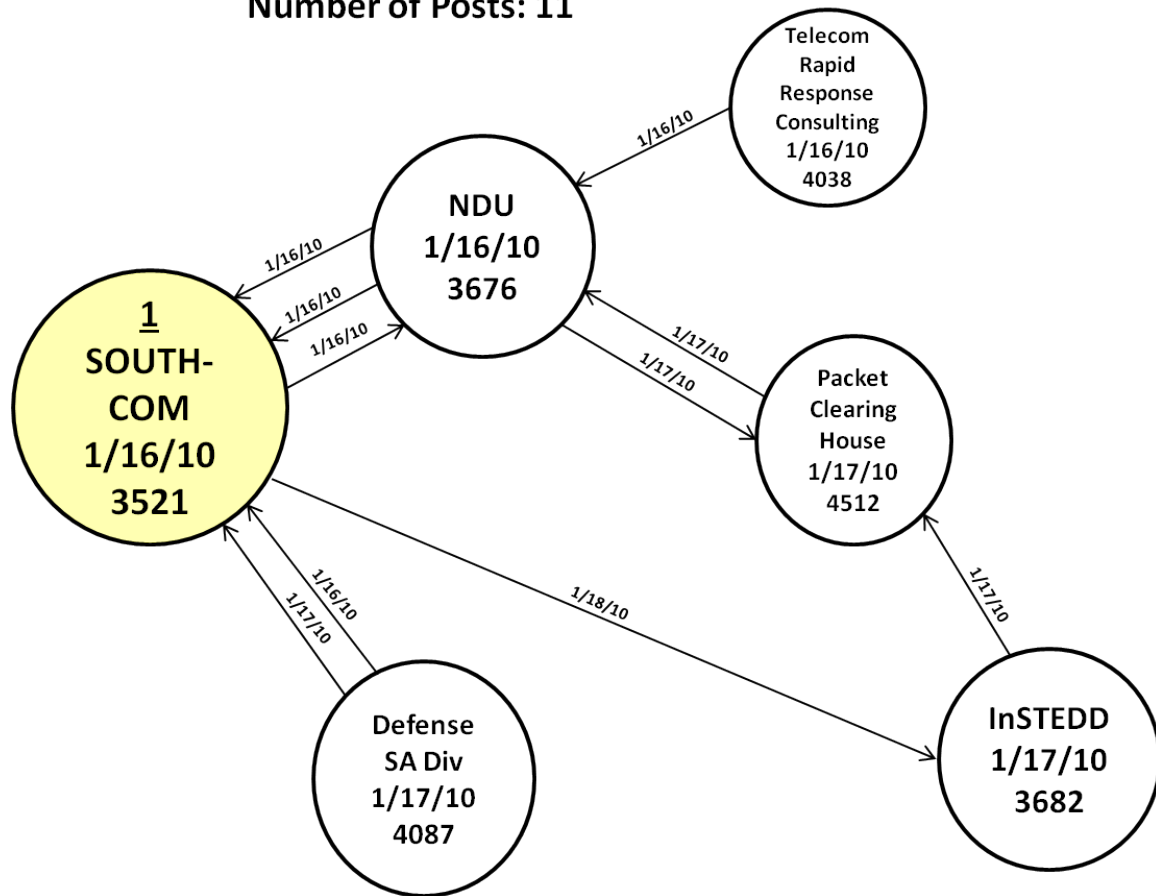 Number of Posts: 11
Telecom
Rapid
Response
Consulting
1/16/10
4038
1/16/10
NDU
1/16/10
3676
1/16/10
1/16/10
1/16/10
1
SOUTH-
COM
1/16/10
3521
1/17/10
1/17/10
Packet
Clearing
House
1/17/10
4512
1/16/10
1/17/10
1/18/10
1/17/10
Defense
SA Div
1/17/10
4087
InSTEDD
1/17/10
3682